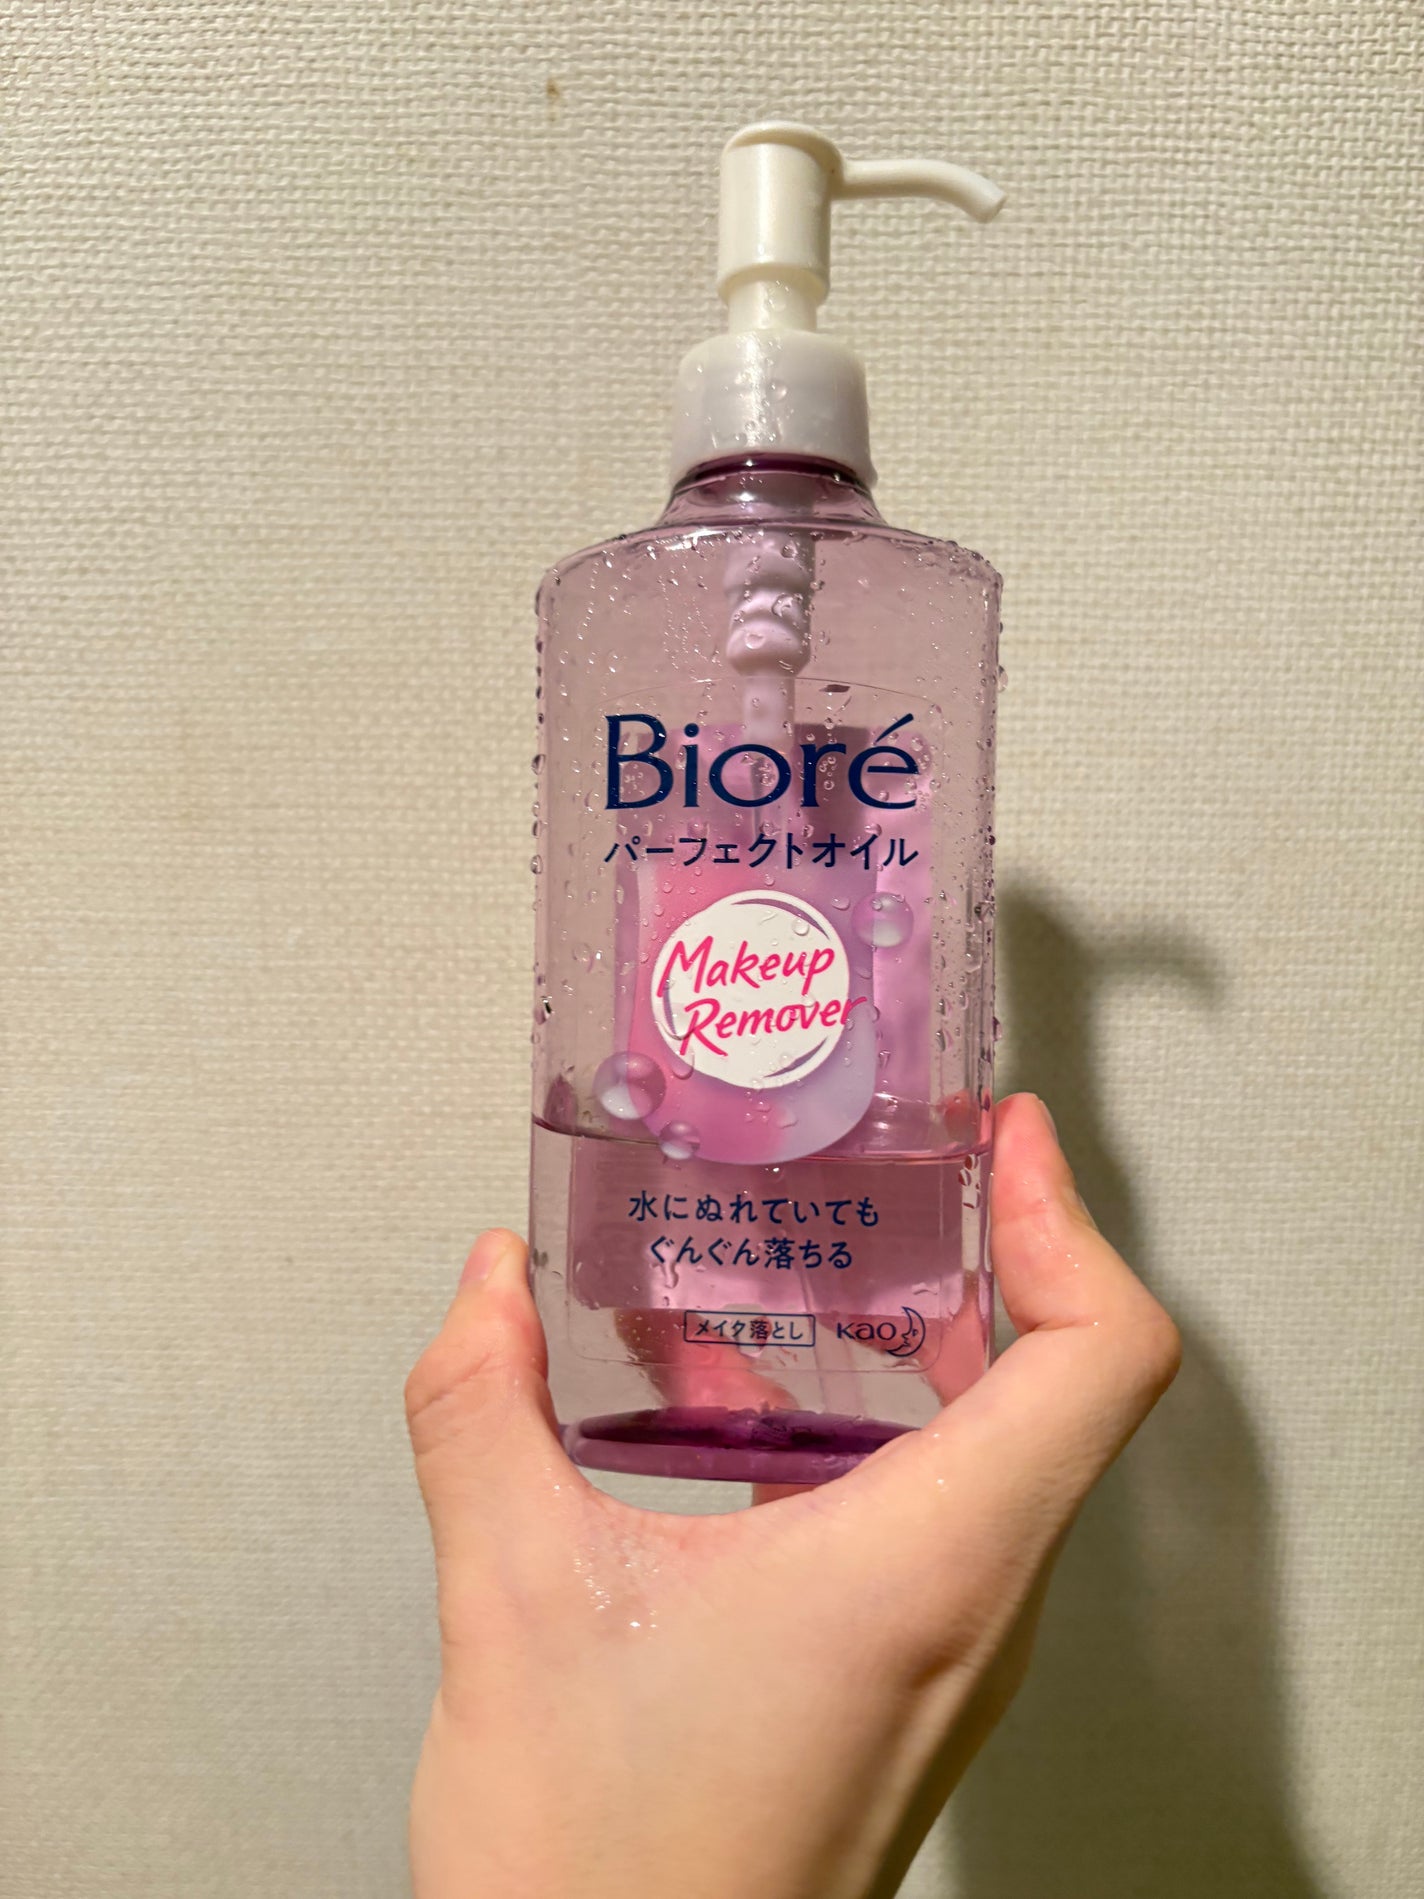 Bioré
パーフェクトオイル
Makeup
Remover
水にぬれていても
ぐんぐん落ちる
メイク落とし
Kao